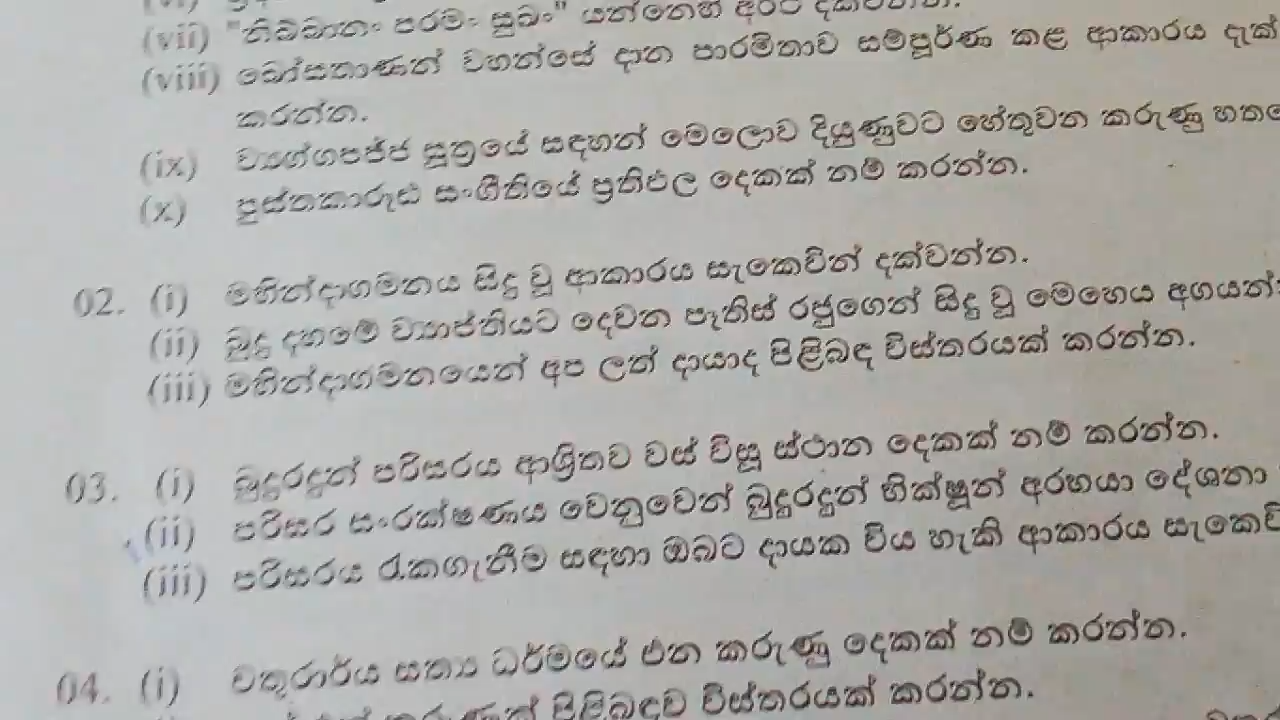 (vii) "නිබ්බානං පරමං සුඛං" යන්නෙහි අර්ථ
(viii) බෝසතාණන් වහන්සේ දාන පාරමිතාව සම්පූර්ණ කළ ආකාරය දැක්
කරන්න.
(ix) ව්‍යග්ගපජ්ජ සූත්‍රයේ සඳහන් මෙලොව දියුණුවට හේතුවන කරුණු හතරෙ
(x) පුස්තකාරූඪ සංගීතියේ ප්‍රතිඵල දෙකක් නම් කරන්න.
02. (i) මහින්දාගමනය සිදු වූ ආකාරය සැකෙවින් දක්වන්න.
(ii) බුදු දහමේ ව්‍යාප්තියට දෙවන පෑතිස් රජුගෙන් සිදු වූ මෙහෙය අගයන්
(iii) මහින්දාගමනයෙන් අප ලත් දායාද පිළිබඳ විස්තරයක් කරන්න.
03. (i) බුදුරදුන් පරිසරය ආශ්‍රිතව වස් විසූ ස්ථාන දෙකක් නම් කරන්න.
(ii) පරිසර සංරක්ෂණය වෙනුවෙන් බුදුරදුන් භික්ෂූන් අරභයා දේශනා
(iii) පරිසරය රැකගැනීම සඳහා ඔබට දායක විය හැකි ආකාරය සැකෙවි
04. (i) චතුරාර්ය සත්‍ය ධර්මයේ එන කරුණු දෙකක් නම් කරන්න.
පිළිබඳව විස්තරයක් කරන්න.